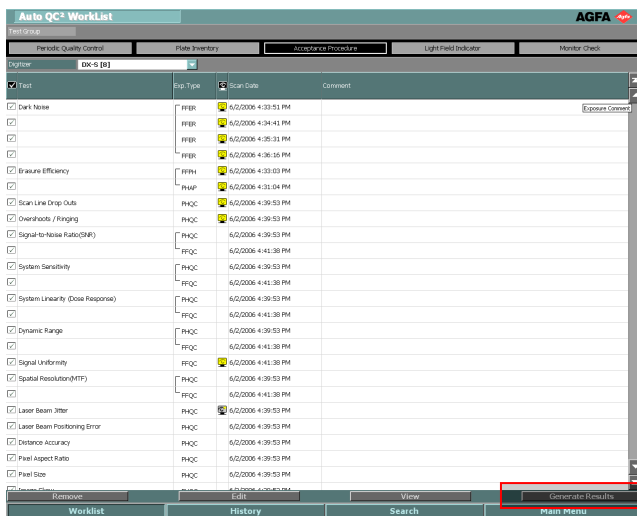 Auto QC² WorkList
AGFA
Agfa
Test Group
Periodic Quality Control Plate Inventory Acceptance Procedure Light Field Indicator Monitor Check
Digitizer DX-S [8]
Test Exp.Type Scan Date Comment
Exposure Comment
Dark Noise FFER 6/2/2006 4:33:51 PM
FFER 6/2/2006 4:34:41 PM
FFER 6/2/2006 4:35:31 PM
FFER 6/2/2006 4:36:16 PM
Erasure Efficiency FFPH 6/2/2006 4:33:03 PM
PHAP 6/2/2006 4:31:04 PM
Scan Line Drop Outs PHQC 6/2/2006 4:39:53 PM
Overshoots / Ringing PHQC 6/2/2006 4:39:53 PM
Signal-to-Noise Ratio(SNR) PHQC 6/2/2006 4:39:53 PM
FFQC 6/2/2006 4:41:38 PM
System Sensitivity PHQC 6/2/2006 4:39:53 PM
FFQC 6/2/2006 4:41:38 PM
System Linearity (Dose Response) PHQC 6/2/2006 4:39:53 PM
FFQC 6/2/2006 4:41:38 PM
Dynamic Range PHQC 6/2/2006 4:39:53 PM
FFQC 6/2/2006 4:41:38 PM
Signal Uniformity FFQC 6/2/2006 4:41:38 PM
Spatial Resolution(MTF) PHQC 6/2/2006 4:39:53 PM
FFQC 6/2/2006 4:41:38 PM
Laser Beam Jitter PHQC 6/2/2006 4:39:53 PM
Laser Beam Positioning Error PHQC 6/2/2006 4:39:53 PM
Distance Accuracy PHQC 6/2/2006 4:39:53 PM
Pixel Aspect Ratio PHQC 6/2/2006 4:39:53 PM
Pixel Size PHQC 6/2/2006 4:39:53 PM
Remove Edit View Generate Results
Worklist History Search Main Menu